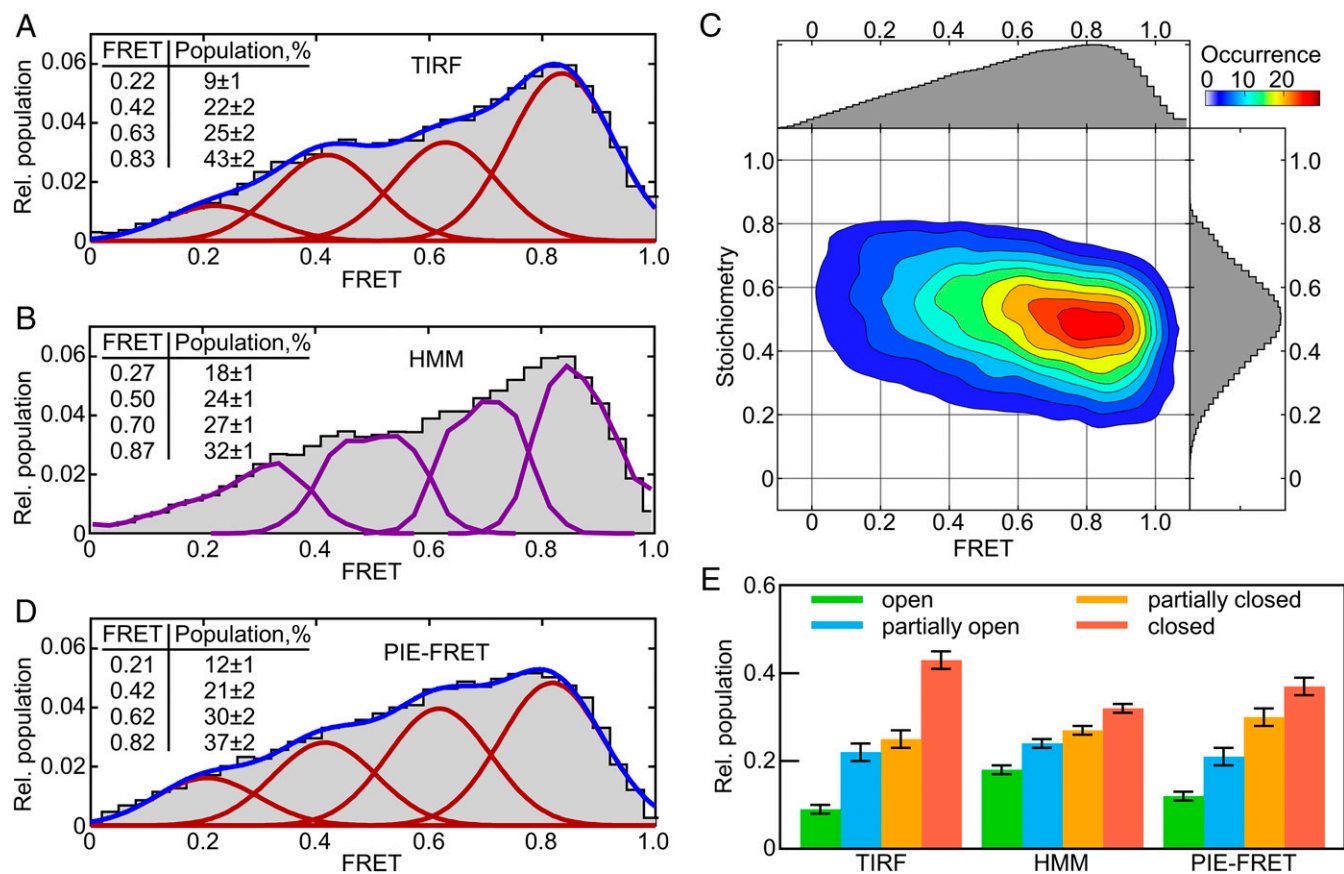 A
FRET Population,%
0.22 9±1
0.42 22±2
0.63 25±2
0.83 43±2
TIRF
Rel. population
0.06
0.04
0.02
0
0 0.2 0.4 0.6 0.8 1.0
FRET
B
FRET Population,%
0.27 18±1
0.50 24±1
0.70 27±1
0.87 32±1
HMM
Rel. population
0.06
0.04
0.02
0
0 0.2 0.4 0.6 0.8 1.0
FRET
D
FRET Population,%
0.21 12±1
0.42 21±2
0.62 30±2
0.82 37±2
PIE-FRET
Rel. population
0.06
0.04
0.02
0
0 0.2 0.4 0.6 0.8 1.0
FRET
C
0 0.2 0.4 0.6 0.8 1.0
Occurrence
0 10 20
Stoichiometry
1.0 1.0
0.8 0.8
0.6 0.6
0.4 0.4
0.2 0.2
0 0
0 0.2 0.4 0.6 0.8 1.0
FRET
E
open partially closed
partially open closed
Rel. population
0.6
0.4
0.2
0
TIRF HMM PIE-FRET